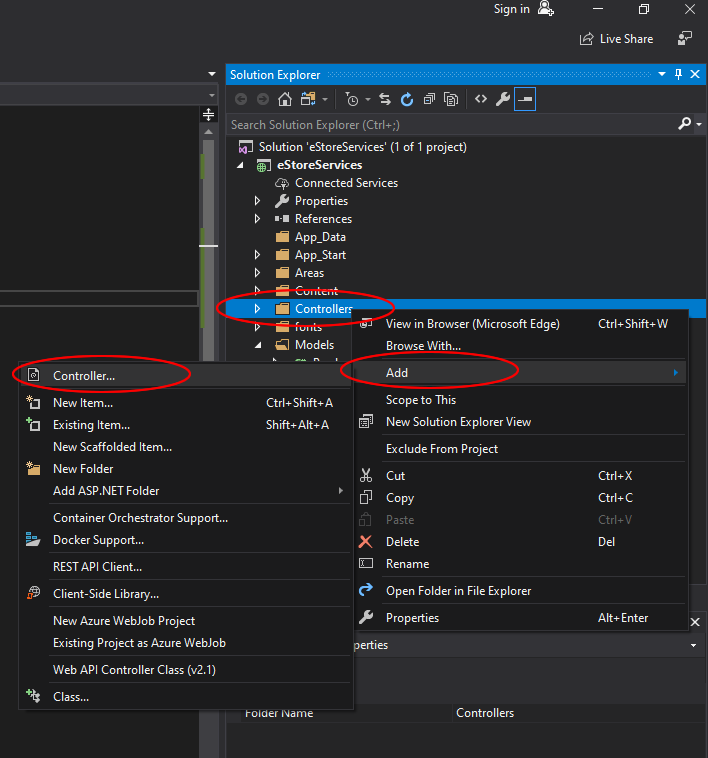 Sign in
Live Share
Solution Explorer
Search Solution Explorer (Ctrl+;)
Solution 'eStoreServices' (1 of 1 project)
eStoreServices
Connected Services
Properties
References
App_Data
App_Start
Areas
Content
Controllers
fonts
Models
View in Browser (Microsoft Edge) Ctrl+Shift+W
Browse With...
Add
Scope to This
New Solution Explorer View
Exclude From Project
Cut Ctrl+X
Copy Ctrl+C
Paste Ctrl+V
Delete Del
Rename
Open Folder in File Explorer
Properties Alt+Enter
Controller...
New Item... Ctrl+Shift+A
Existing Item... Shift+Alt+A
New Scaffolded Item...
New Folder
Add ASP.NET Folder
Container Orchestrator Support...
Docker Support...
REST API Client...
Client-Side Library...
New Azure WebJob Project
Existing Project as Azure WebJob
Web API Controller Class (v2.1)
Class...
perties
Folder Name Controllers